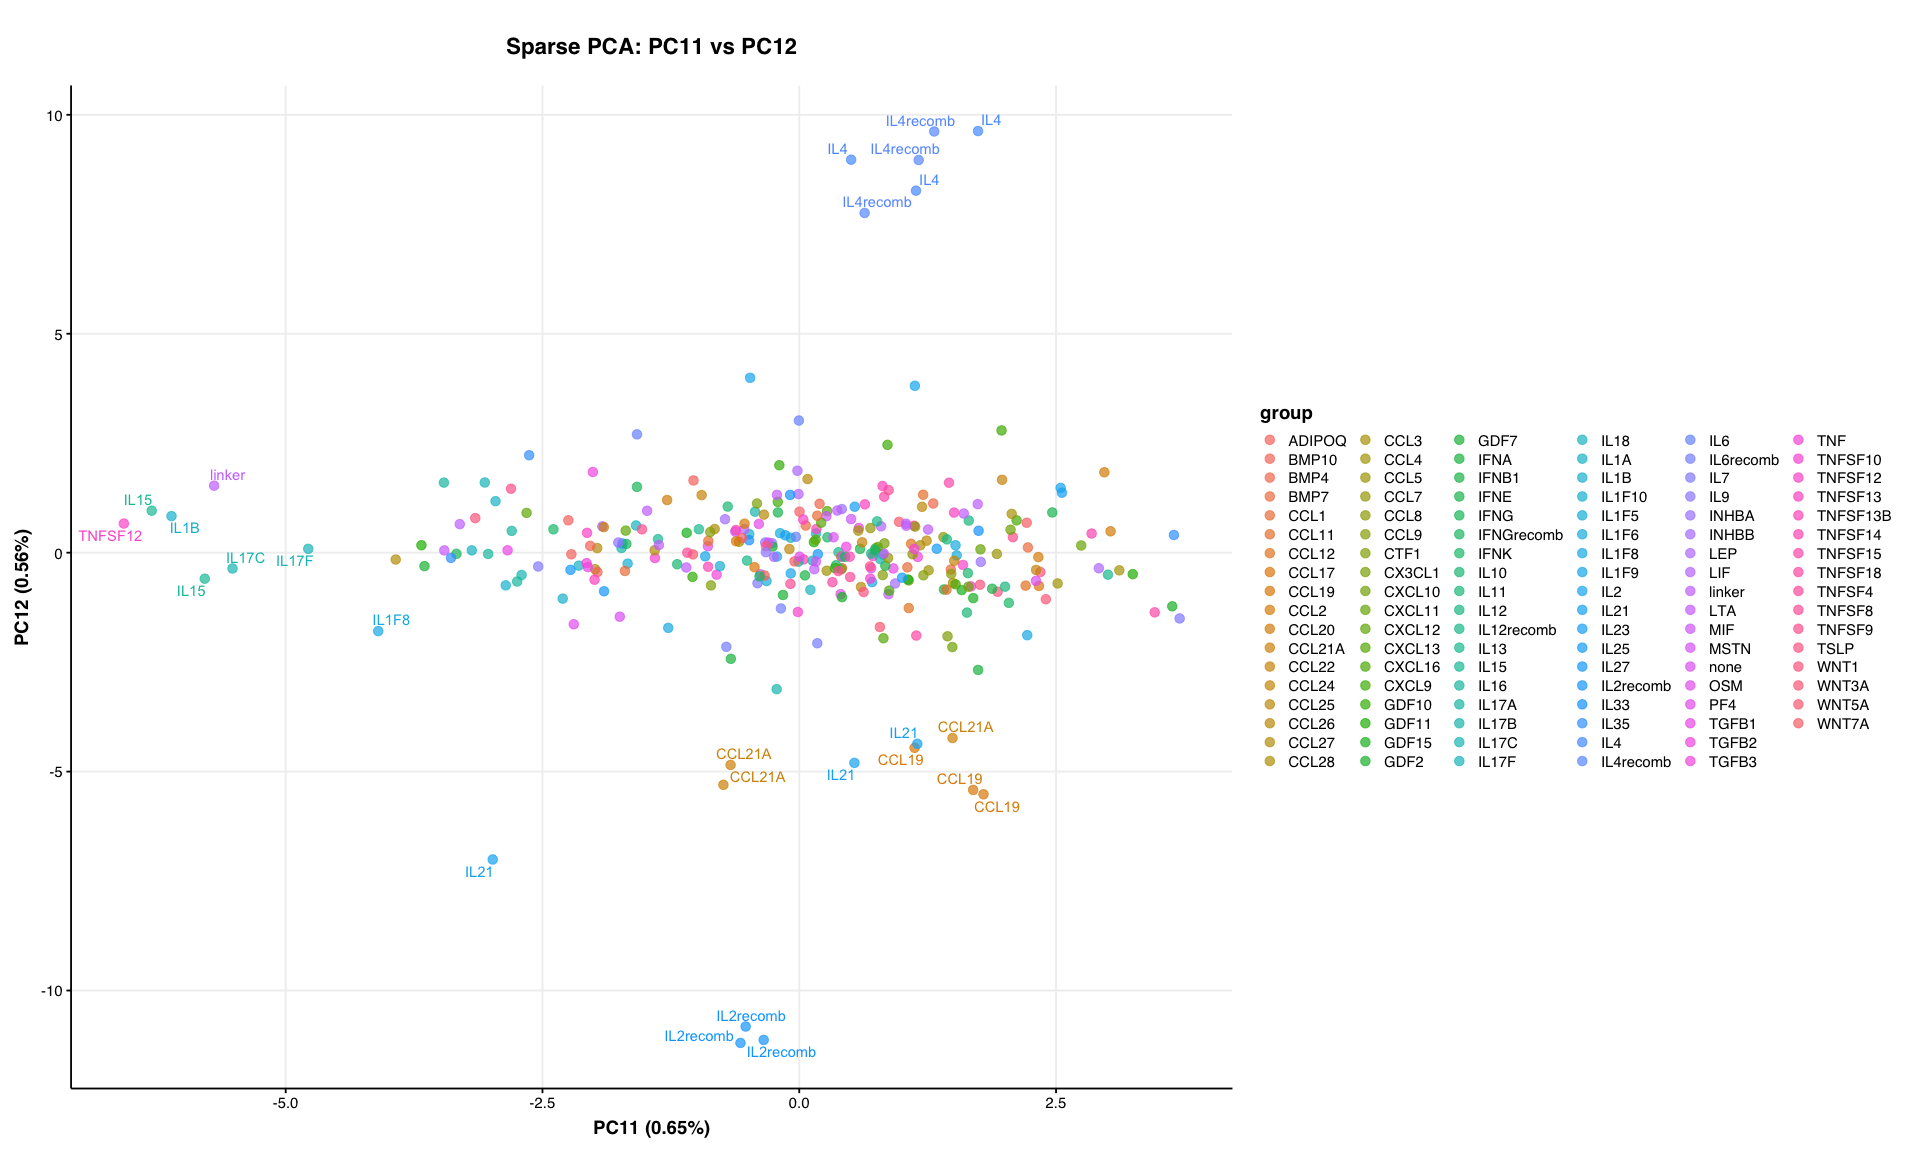 Sparse PCA: PC11 vs PC12
10
5
0
-5
-10
PC12 (0.56%)
-5.0
-2.5
0.0
2.5
PC11 (0.65%)
IL4recomb
IL4
IL4
IL4recomb
IL4
IL4recomb
linker
IL15
IL1B
TNFSF12
IL17C
IL17F
IL15
IL1F8
CCL21A
IL21
CCL19
CCL21A
CCL21A
IL21
CCL19
CCL19
IL21
IL2recomb
IL2recomb
IL2recomb
group
ADIPOQ
BMP10
BMP4
BMP7
CCL1
CCL11
CCL12
CCL17
CCL19
CCL2
CCL20
CCL21A
CCL22
CCL24
CCL25
CCL26
CCL27
CCL28
CCL3
CCL4
CCL5
CCL7
CCL8
CCL9
CTF1
CX3CL1
CXCL10
CXCL11
CXCL12
CXCL13
CXCL16
CXCL9
GDF10
GDF11
GDF15
GDF2
GDF7
IFNA
IFNB1
IFNE
IFNG
IFNGrecomb
IFNK
IL10
IL11
IL12
IL12recomb
IL13
IL15
IL16
IL17A
IL17B
IL17C
IL17F
IL18
IL1A
IL1B
IL1F10
IL1F5
IL1F6
IL1F8
IL1F9
IL2
IL21
IL23
IL25
IL27
IL2recomb
IL33
IL35
IL4
IL4recomb
IL6
IL6recomb
IL7
IL9
INHBA
INHBB
LEP
LIF
linker
LTA
MIF
MSTN
none
OSM
PF4
TGFB1
TGFB2
TGFB3
TNF
TNFSF10
TNFSF12
TNFSF13
TNFSF13B
TNFSF14
TNFSF15
TNFSF18
TNFSF4
TNFSF8
TNFSF9
TSLP
WNT1
WNT3A
WNT5A
WNT7A